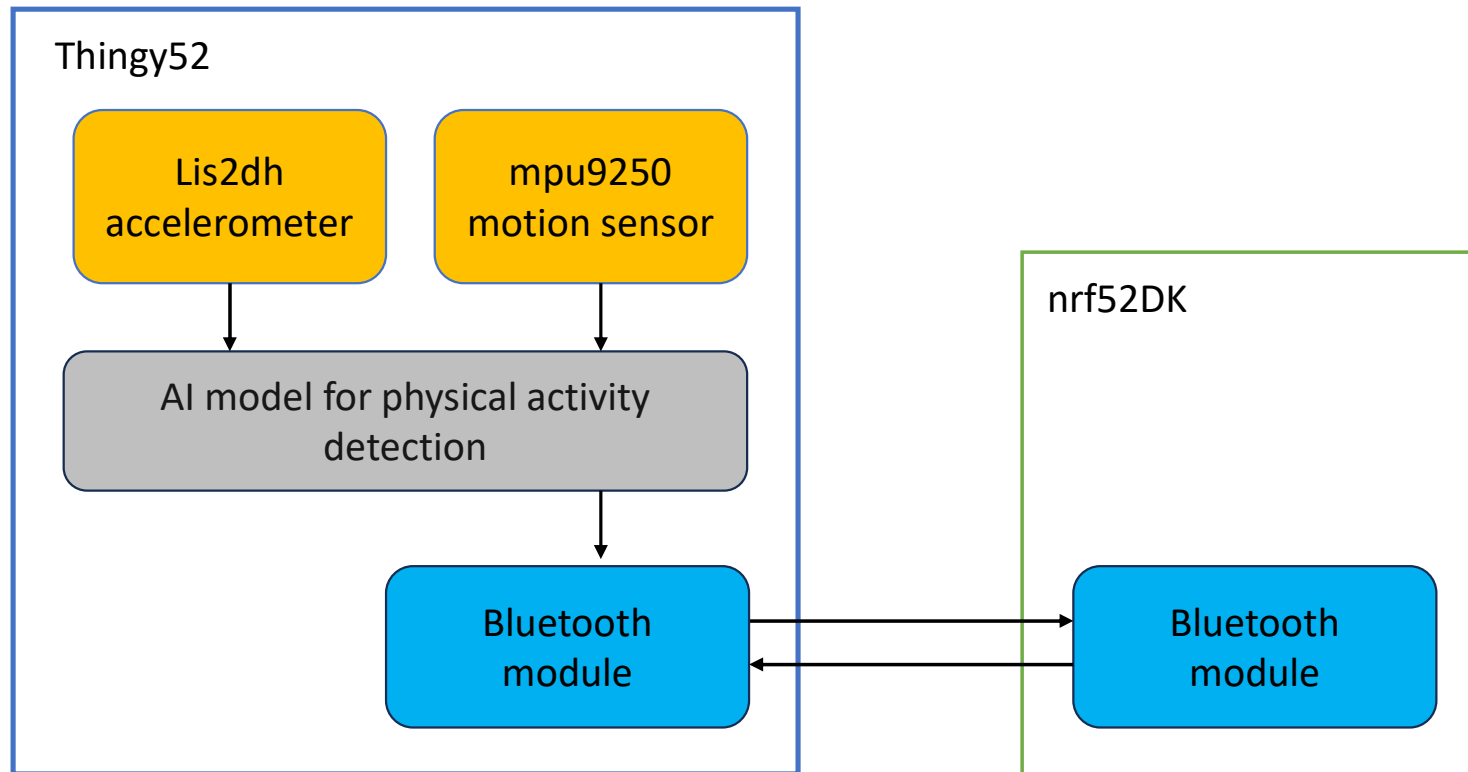 Thingy52
Lis2dh
accelerometer
mpu9250
motion sensor
nrf52DK
AI model for physical activity
detection
Bluetooth
module
Bluetooth
module